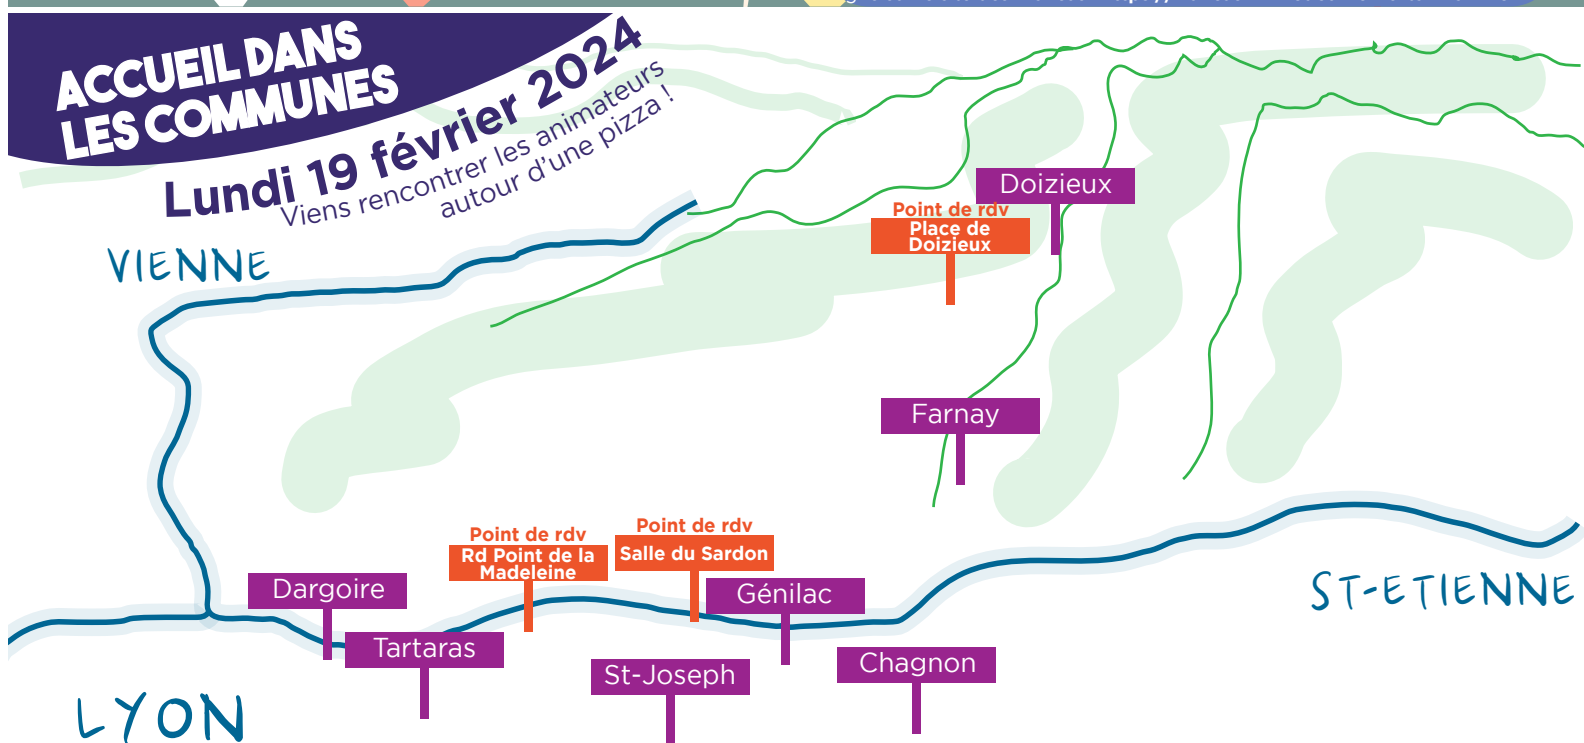 ACCUEIL DANS
LES COMMUNES
Lundi 19 février 2024
Viens rencontrer les animateurs
autour d'une pizza !
VIENNE
Doizieux
Point de rdv
Place de
Doizieux
Farnay
Point de rdv
Rd Point de la
Madeleine
Point de rdv
Salle du Sardon
Dargoire
Génilac
Tartaras
St-Joseph
Chagnon
ST-ETIENNE
LYON